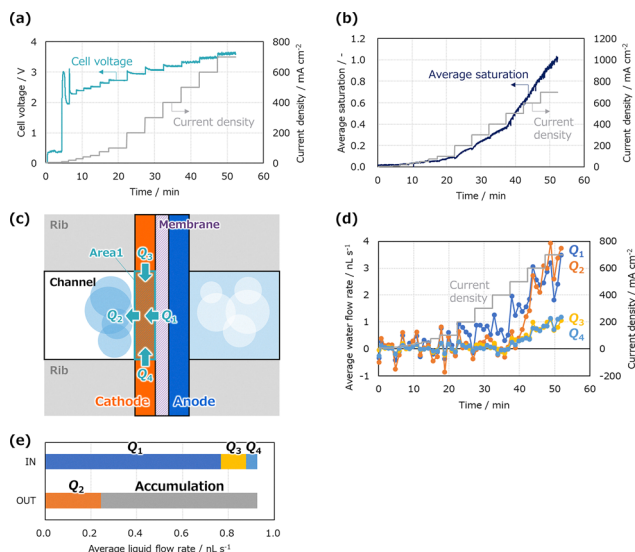 (a)
4
3
2
1
0
Cell voltage / V
Cell voltage
Current density
800
600
400
200
0
Current density / mA cm-2
0 10 20 30 40 50 60
Time / min
(b)
1.2
1.0
0.8
0.6
0.4
0.2
0.0
Average saturation / -
Average saturation
Current
density
1200
1000
800
600
400
200
0
Current density / mA cm-2
0 10 20 30 40 50 60
Time / min
(c)
Rib
Membrane
Area1
Q3
Channel
Q2
Q1
Q4
Rib
Cathode
Anode
(d)
4
3
2
1
0
-1
Average water flow rate / nL s-1
Current
density
Q1
Q2
Q3
Q4
800
600
400
200
0
Current density / mA cm-2
0 10 20 30 40 50 60
Time / min
(e)
Q1 Q3 Q4
IN
Q2 Accumulation
OUT
0.0 0.2 0.4 0.6 0.8 1.0
Average liquid flow rate / nL s-1